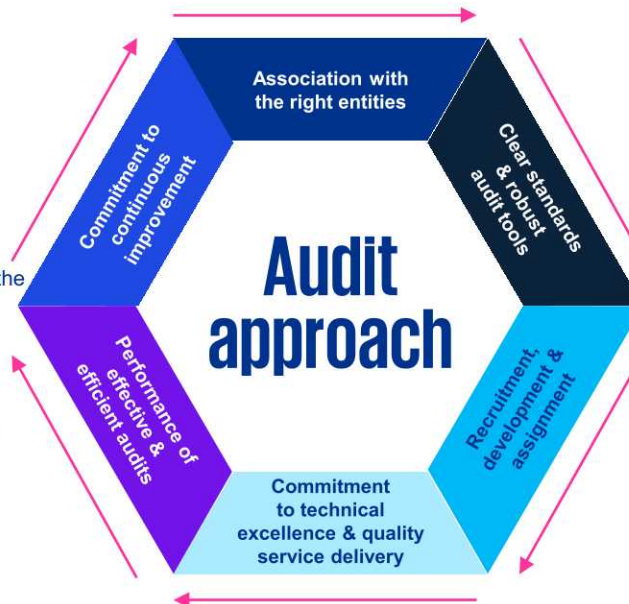 Association with
the right entities
Clear standards
& robust
audit tools
Recruitment,
development &
assignment
Commitment
to technical
excellence & quality
service delivery
Performance of
effective &
efficient audits
Commitment to
continuous
improvement
Audit
approach
the